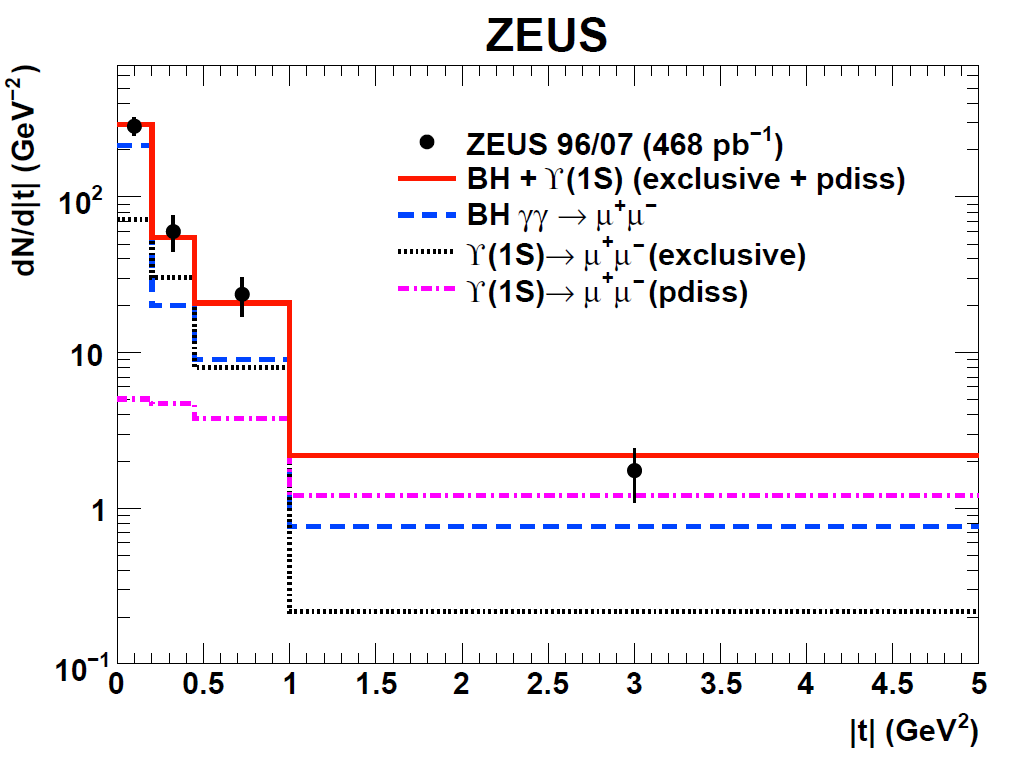 ZEUS
dN/d|t| (GeV⁻²)
ZEUS 96/07 (468 pb⁻¹)
BH + ϒ(1S) (exclusive + pdiss)
BH γγ → μ⁺μ⁻
ϒ(1S)→ μ⁺μ⁻(exclusive)
ϒ(1S)→ μ⁺μ⁻(pdiss)
10²
10
1
10⁻¹
0 0.5 1 1.5 2 2.5 3 3.5 4 4.5 5
|t| (GeV²)